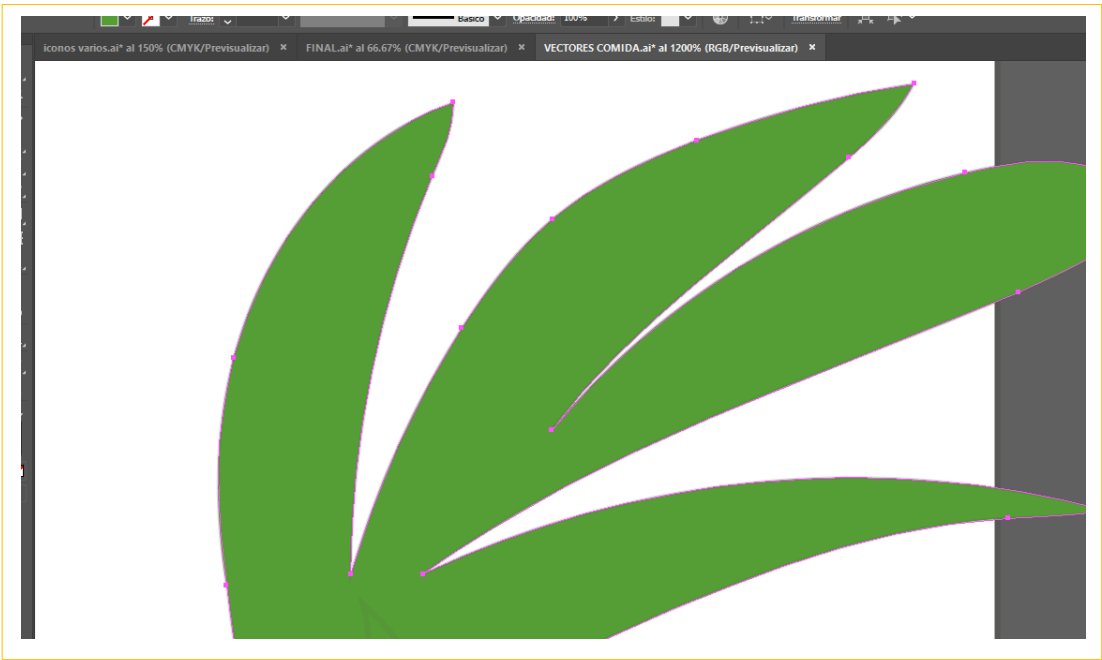 Trazo: Básico Opacidad: 100% Estilo: Transformar
iconos varios.ai* al 150% (CMYK/Previsualizar) × FINAL.ai* al 66.67% (CMYK/Previsualizar) × VECTORES COMIDA.ai* al 1200% (RGB/Previsualizar) ×